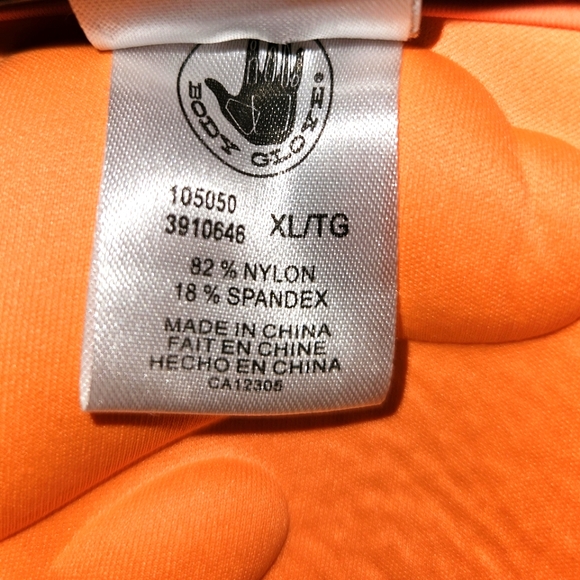 BODY GLOVE®
105050
3910646 XL/TG
82 % NYLON
18 % SPANDEX
MADE IN CHINA
FAIT EN CHINE
HECHO EN CHINA
CA12305